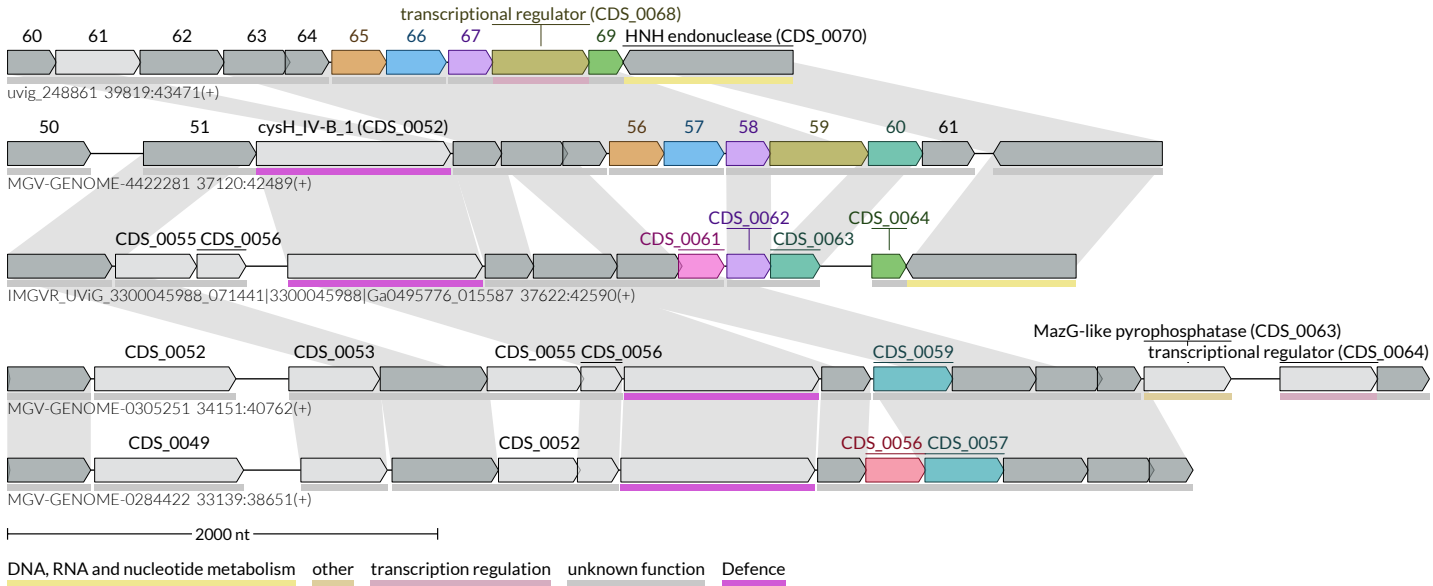 transcriptional regulator (CDS_0068)
60 61 62 63 64 65 66 67 69 HNH endonuclease (CDS_0070)
uvig_248861 39819:43471(+)
50 51 cysH_IV-B_1 (CDS_0052) 56 57 58 59 60 61
MGV-GENOME-4422281 37120:42489(+)
CDS_0062 CDS_0064
CDS_0055 CDS_0056 CDS_0061 CDS_0063
IMGVR_UViG_3300045988_071441|3300045988|Ga0495776_015587 37622:42590(+)
MazG-like pyrophosphatase (CDS_0063)
CDS_0052 CDS_0053 CDS_0055 CDS_0056 CDS_0059 transcriptional regulator (CDS_0064)
MGV-GENOME-0305251 34151:40762(+)
CDS_0049 CDS_0052 CDS_0056 CDS_0057
MGV-GENOME-0284422 33139:38651(+)
2000 nt
DNA, RNA and nucleotide metabolism other transcription regulation unknown function Defence